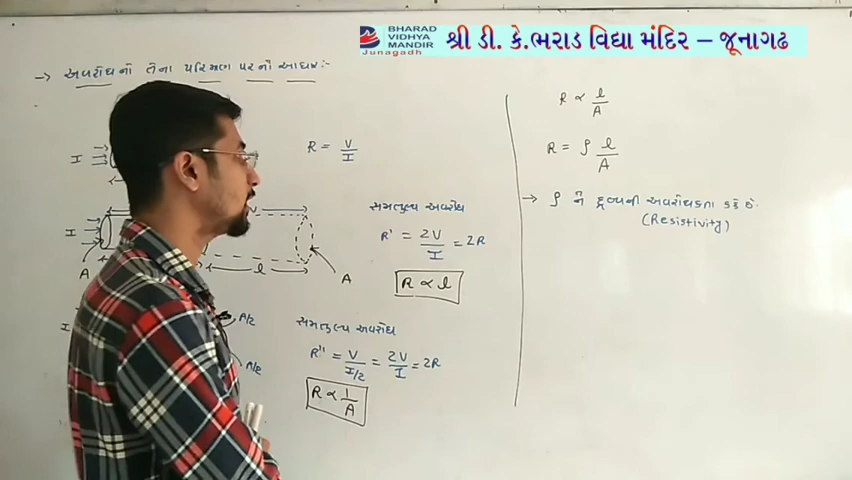 BHARAD
VIDHYA
MANDIR
Junagadh
શ્રી ડી. કે.ભરાડ વિદ્યા મંદિર – જૂનાગઢ
→ અવરોધનો તેના પરિમાણ પરનો આધાર :-
I
R = V/I
I
A
l
A
સમતુલ્ય અવરોધ
R' = 2V/I = 2R
R ∝ l
I
A/2
A/2
સમતુલ્ય અવરોધ
R'' = V/(I/2) = 2V/I = 2R
R ∝ 1/A
R ∝ l/A
R = ρ l/A
→ ρ ને દ્રવ્યની અવરોધકતા કહે છે.
(Resistivity)